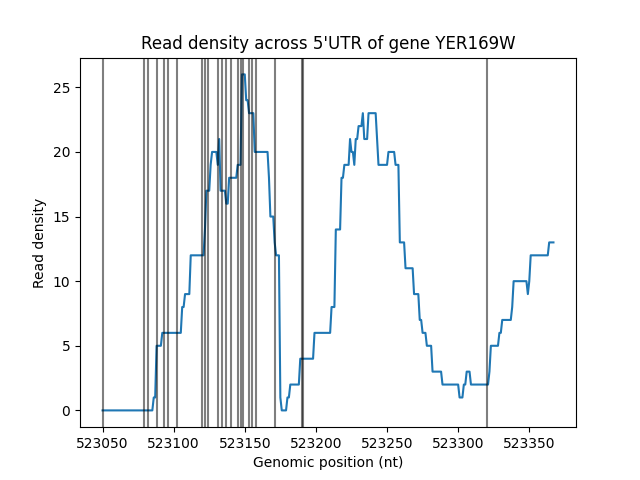 Read density across 5'UTR of gene YER169W
25
20
15
10
5
0
Read density
523050 523100 523150 523200 523250 523300 523350
Genomic position (nt)